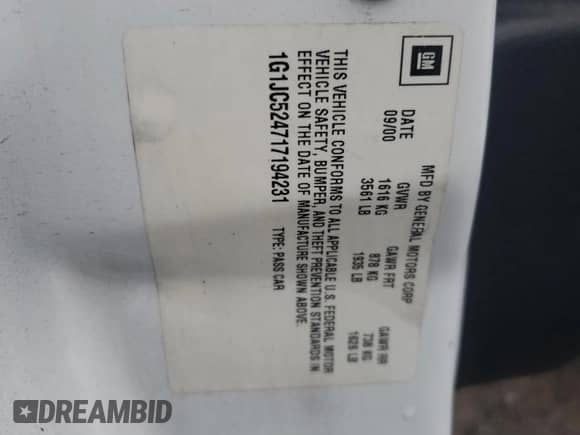 GM
MFD BY GENERAL MOTORS CORP
DATE GVWR GAWR FRT GAWR RR
09/00 1616 KG 878 KG 738 KG
3561 LB 1935 LB 1626 LB
THIS VEHICLE CONFORMS TO ALL APPLICABLE U.S. FEDERAL MOTOR
VEHICLE SAFETY, BUMPER, AND THEFT PREVENTION STANDARDS IN
EFFECT ON THE DATE OF MANUFACTURE SHOWN ABOVE.
1G1JC524717194231 TYPE: PASS CAR
DREAMBID